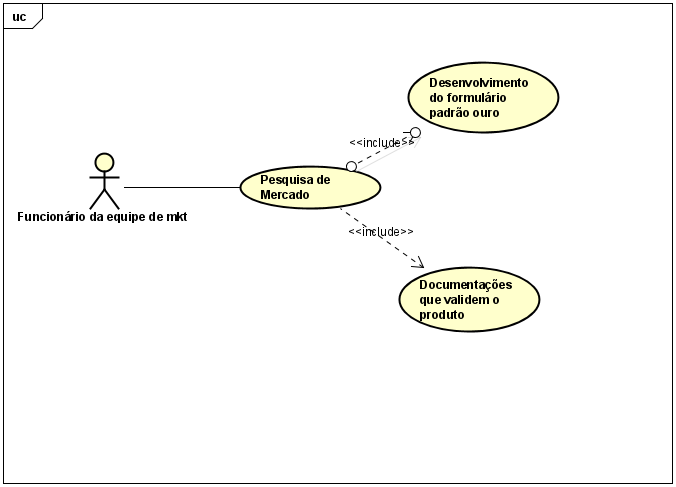 uc
Desenvolvimento
do formulário
padrão ouro
<<include>>
Pesquisa de
Mercado
Funcionário da equipe de mkt
<<include>>
Documentações
que validem o
produto